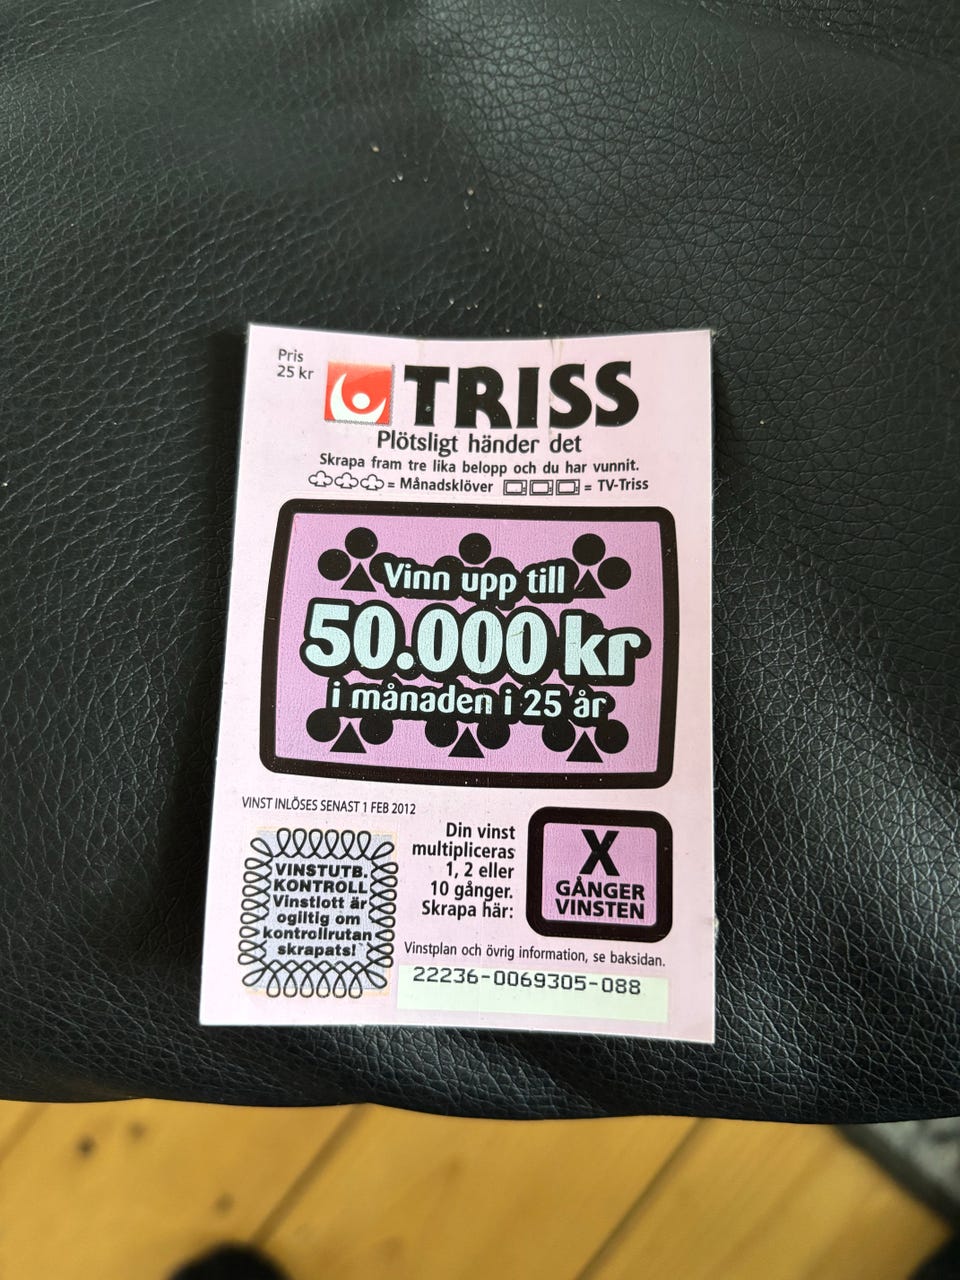 Pris
25 kr
TRISS
Plötsligt händer det
Skrapa fram tre lika belopp och du har vunnit.
= Månadsklöver = TV-Triss
Vinn upp till
50.000 kr
i månaden i 25 år
VINST INLÖSES SENAST 1 FEB 2012
VINSTUTB.
KONTROLL
Vinstlott är
ogiltig om
kontrollrutan
skrapats!
Din vinst
multipliceras
1, 2 eller
10 gånger.
Skrapa här:
X
GÅNGER
VINSTEN
Vinstplan och övrig information, se baksidan.
22236-0069305-088